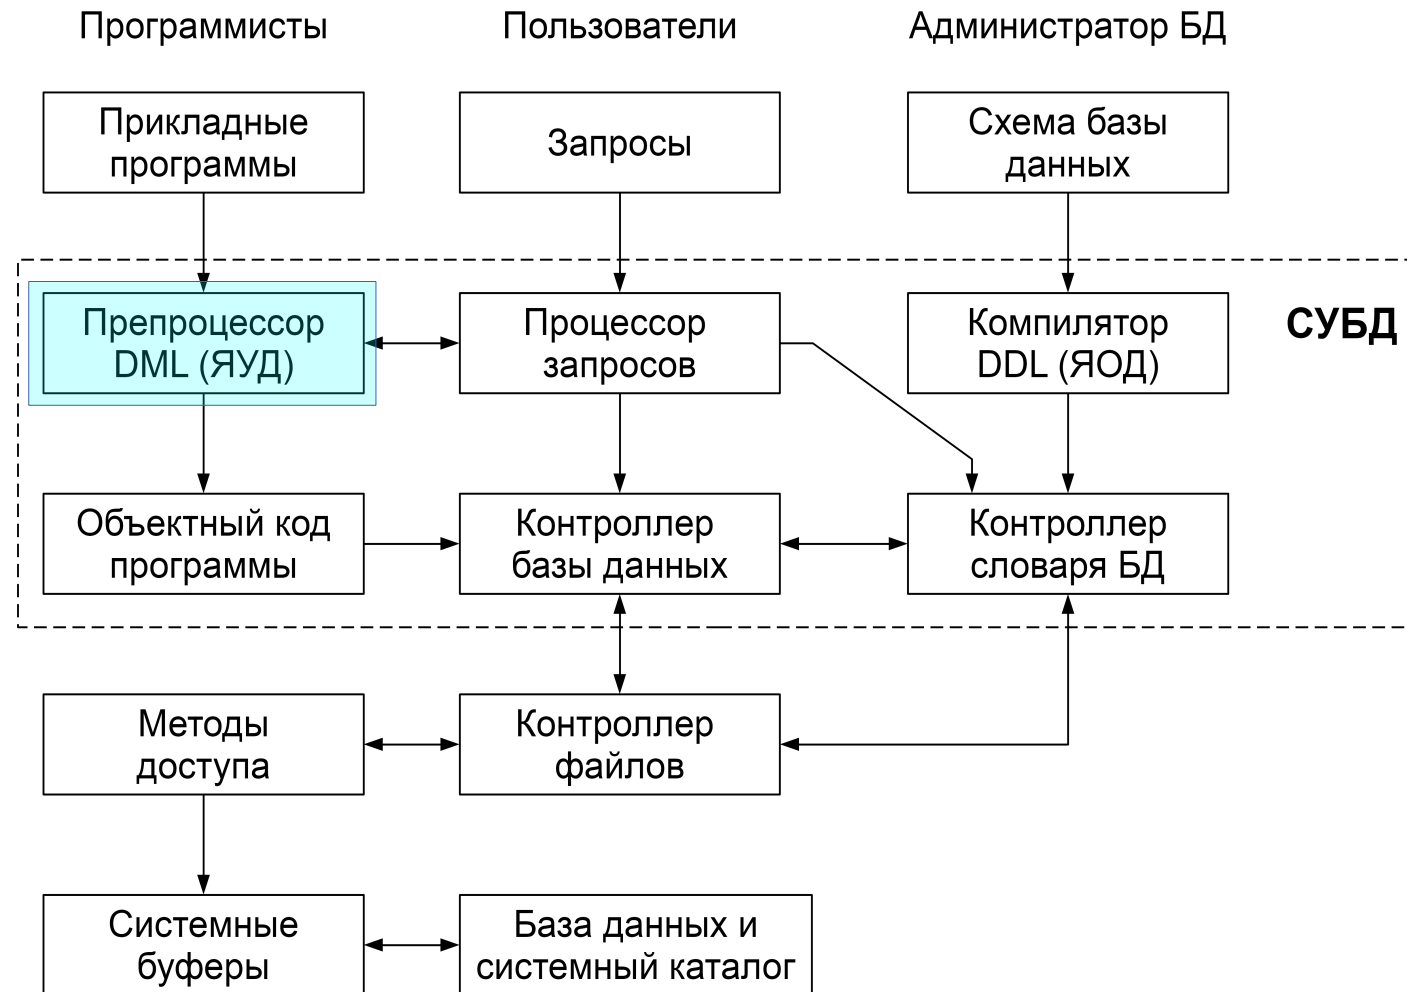 Программисты
Пользователи
Администратор БД
Прикладные
программы
Запросы
Схема базы
данных
Препроцессор
DML (ЯУД)
Процессор
запросов
Компилятор
DDL (ЯОД)
СУБД
Объектный код
программы
Контроллер
базы данных
Контроллер
словаря БД
Методы
доступа
Контроллер
файлов
Системные
буферы
База данных и
системный каталог